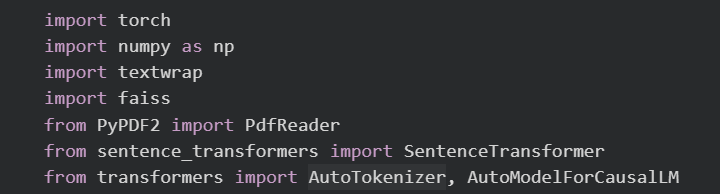 import torch
import numpy as np
import textwrap
import faiss
from PyPDF2 import PdfReader
from sentence_transformers import SentenceTransformer
from transformers import AutoTokenizer, AutoModelForCausalLM